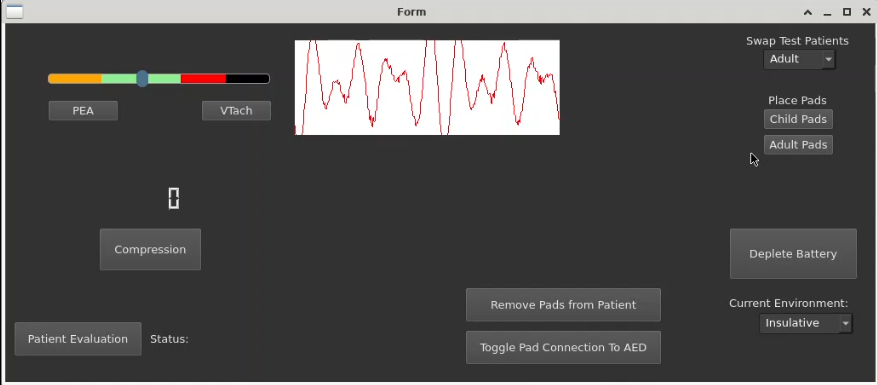 Form
Swap Test Patients
Adult
PEA
VTach
Place Pads
Child Pads
Adult Pads
0
Compression
Deplete Battery
Remove Pads from Patient
Current Environment:
Insulative
Patient Evaluation
Status:
Toggle Pad Connection To AED